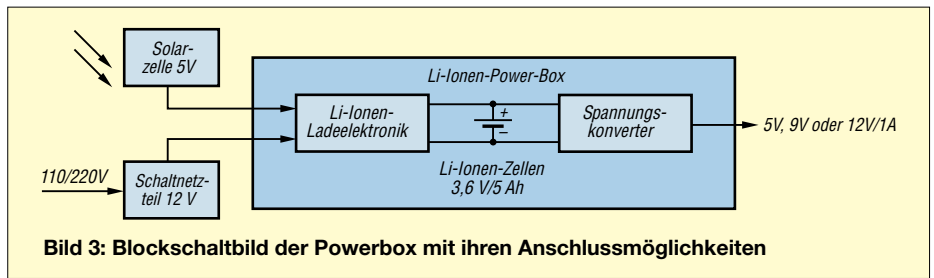 Solar-
zelle 5V
Li-Ionen-Power-Box
Li-Ionen-
Ladeelektronik
+
–
Spannungs-
konverter
5V, 9V oder 12V/1A
110/220V
Schaltnetz-
teil 12 V
Li-Ionen-Zellen
3,6 V/5 Ah
Bild 3: Blockschaltbild der Powerbox mit ihren Anschlussmöglichkeiten